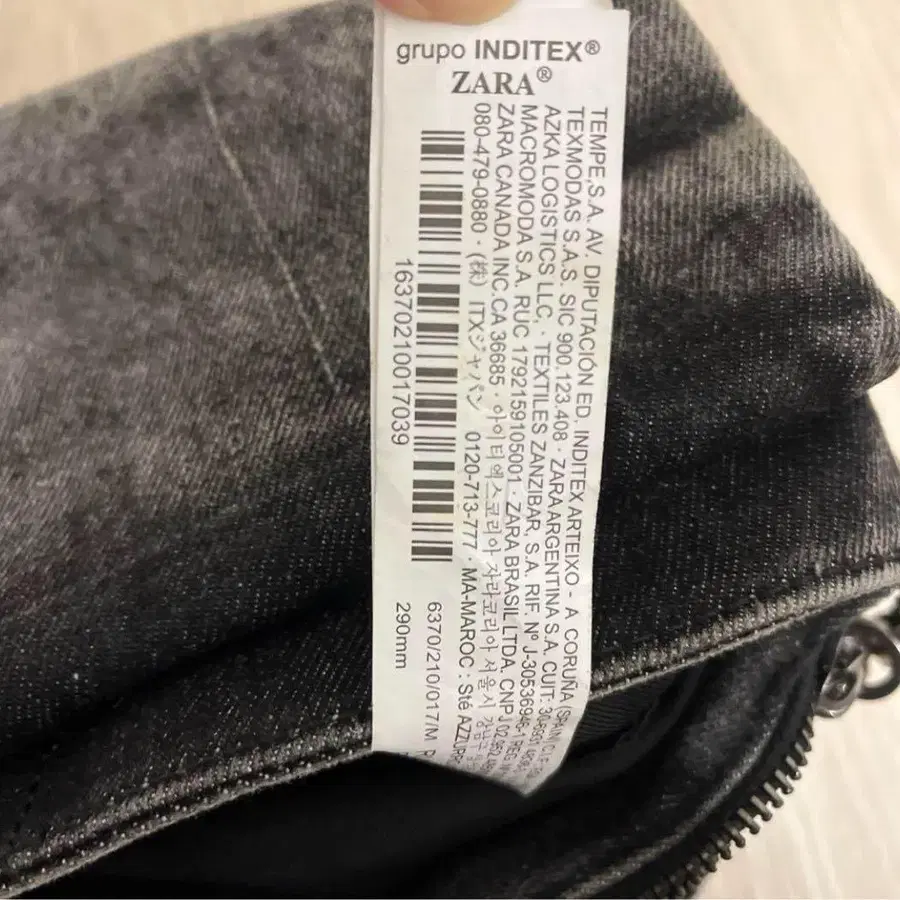 grupo INDITEX®
ZARA®
TEMPE,S.A. AV. DIPUTACIÓN ED. INDITEX ARTEIXO - A CORUÑA (SPAIN)
TEXMODAS S.A.S. SIC 900.123.408 · ZARA ARGENTINA S.A. CUIT:
AZKA LOGISTICS LLC, · TEXTILES ZANZIBAR, S.A. RIF. Nº J-30536946-1
MACROMODA S.A. RUC 1792159105001 · ZARA BRASIL LTDA. CNPJ
ZARA CANADA INC.CA 36685 · 아이티엑스코리아 자라코리아 서울시
080-479-0880 · (株) ITXジャパン 0120-713-777 · MA-MAROC : Sté
16370210017039
6370/210/017/M
290mm